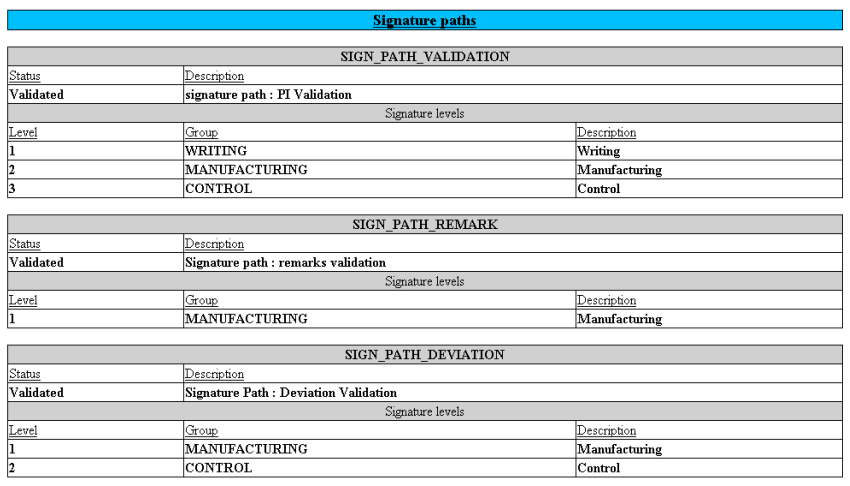 Signature paths
SIGN_PATH_VALIDATION
Status Description
Validated signature path : PI Validation
Signature levels
Level Group Description
1 WRITING Writing
2 MANUFACTURING Manufacturing
3 CONTROL Control
SIGN_PATH_REMARK
Status Description
Validated Signature path : remarks validation
Signature levels
Level Group Description
1 MANUFACTURING Manufacturing
SIGN_PATH_DEVIATION
Status Description
Validated Signature Path : Deviation Validation
Signature levels
Level Group Description
1 MANUFACTURING Manufacturing
2 CONTROL Control